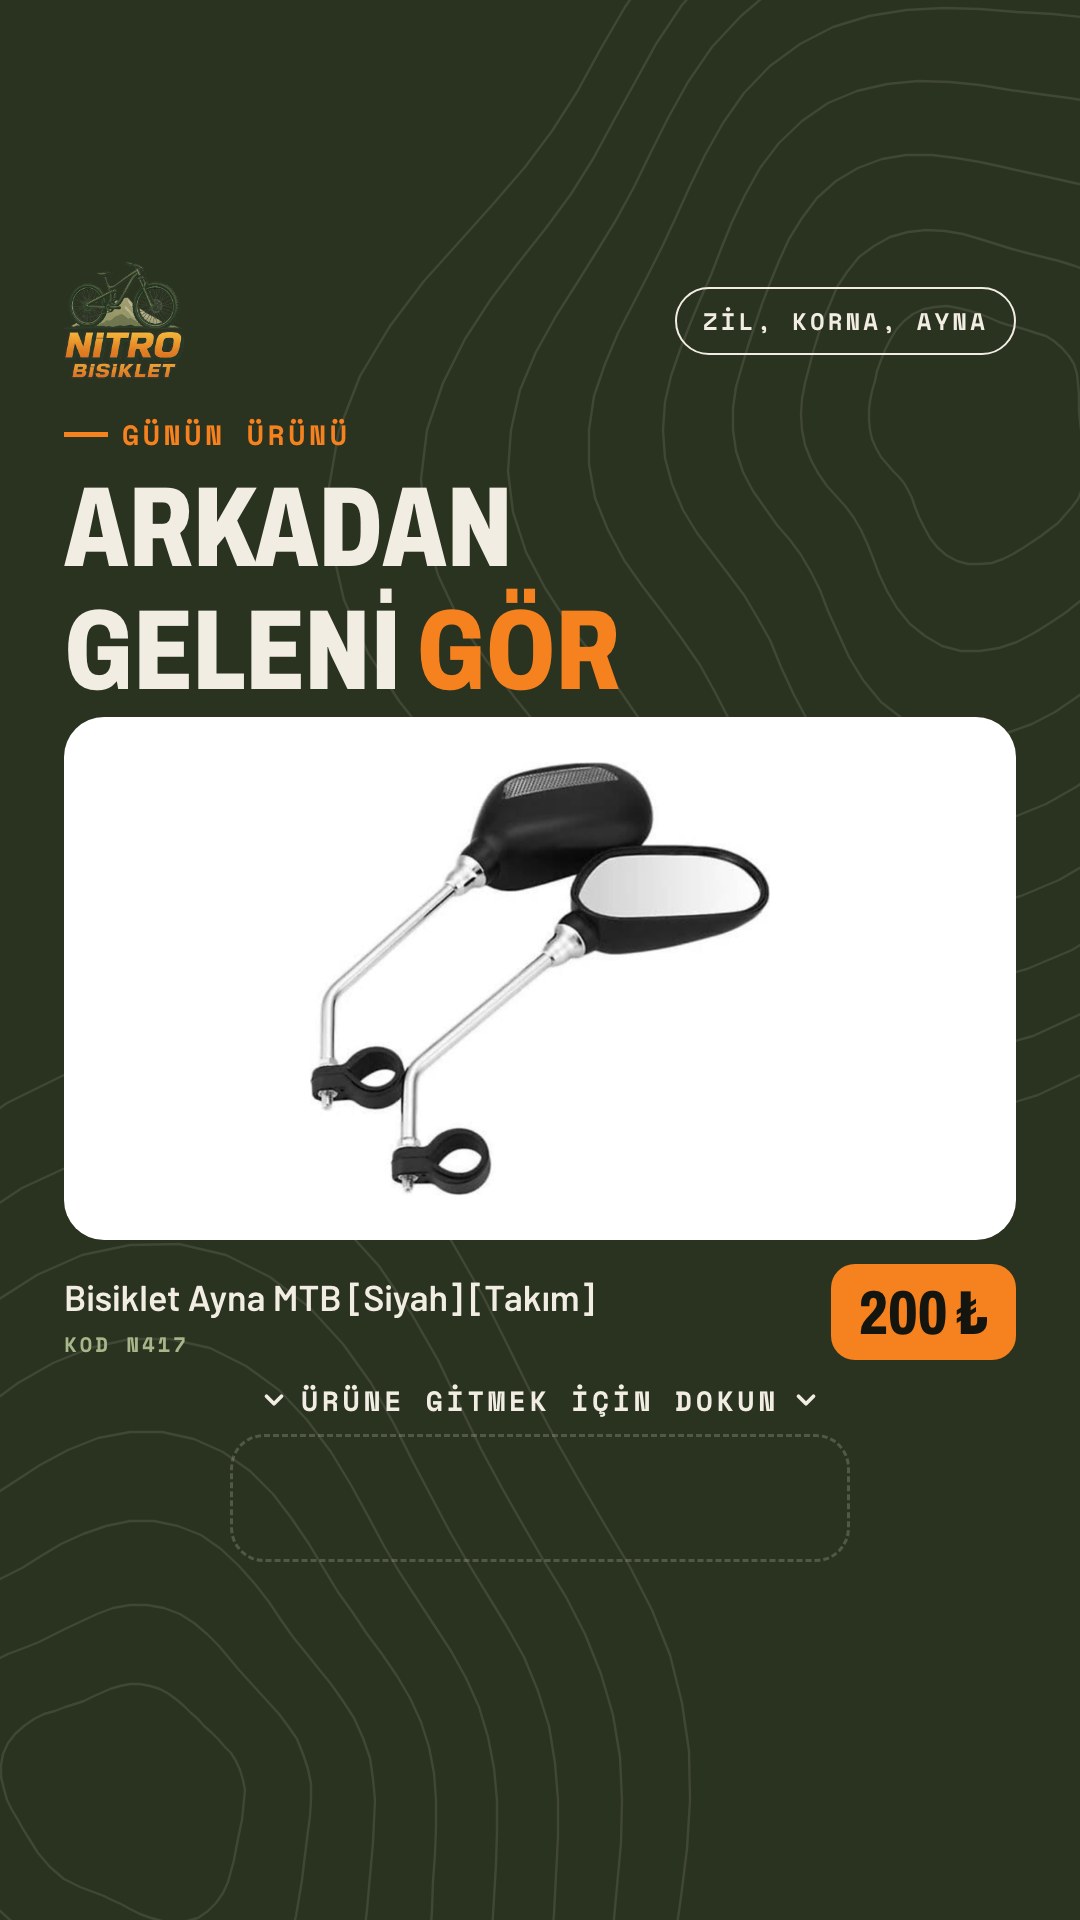 NiTRO
BiSiKLET
ZİL, KORNA, AYNA
GÜNÜN ÜRÜNÜ
ARKADAN
GELENİ GÖR
Bisiklet Ayna MTB [Siyah] [Takım]
200 ₺
KOD N417
ÜRÜNE GİTMEK İÇİN DOKUN